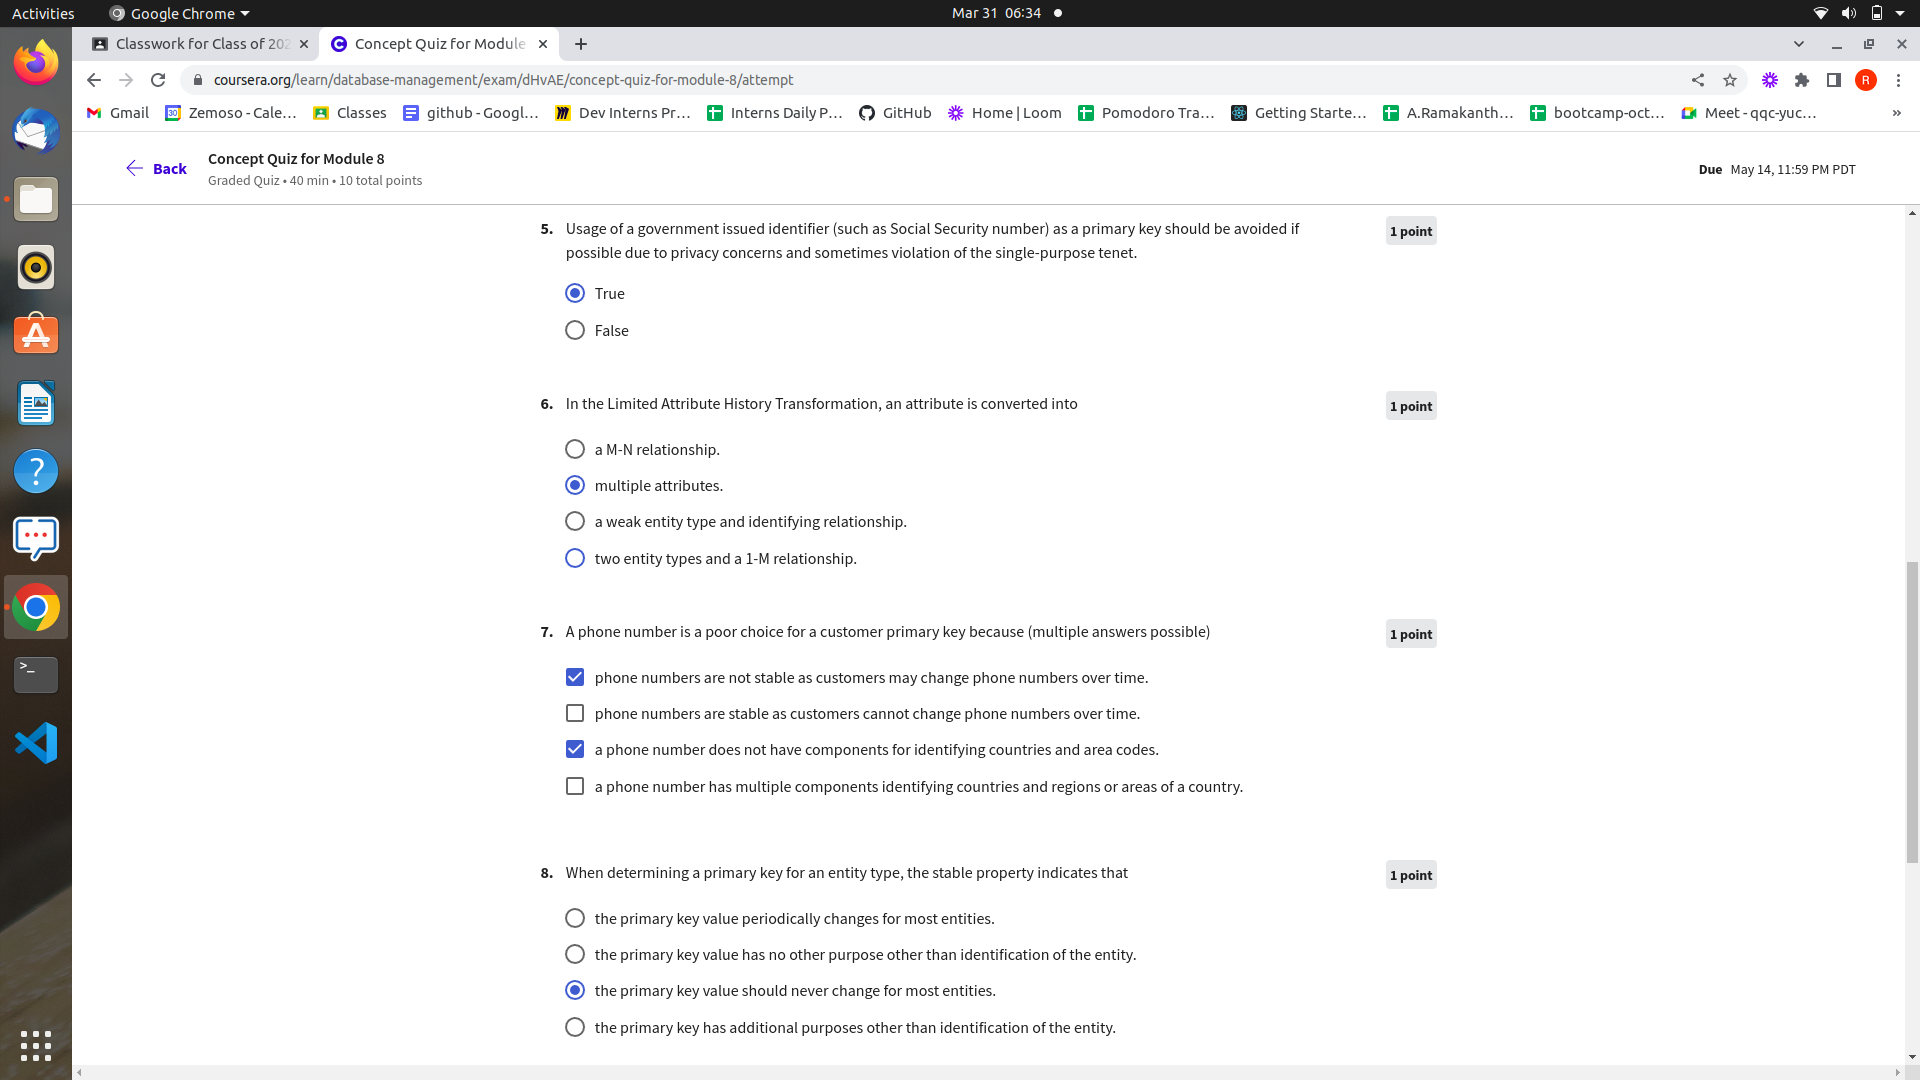 Activities
Google Chrome
Mar 31 06:34
Classwork for Class of 202
Concept Quiz for Module
coursera.org/learn/database-management/exam/dHvAE/concept-quiz-for-module-8/attempt
R
Gmail
Zemoso - Cale...
Classes
github - Googl...
Dev Interns Pr...
Interns Daily P...
GitHub
Home | Loom
Pomodoro Tra...
Getting Starte...
A.Ramakanth...
bootcamp-oct...
Meet - qqc-yuc...
»
Back
Concept Quiz for Module 8
Graded Quiz • 40 min • 10 total points
Due May 14, 11:59 PM PDT
5. Usage of a government issued identifier (such as Social Security number) as a primary key should be avoided if
possible due to privacy concerns and sometimes violation of the single-purpose tenet.
1 point
True
False
6. In the Limited Attribute History Transformation, an attribute is converted into
1 point
a M-N relationship.
multiple attributes.
a weak entity type and identifying relationship.
two entity types and a 1-M relationship.
7. A phone number is a poor choice for a customer primary key because (multiple answers possible)
1 point
phone numbers are not stable as customers may change phone numbers over time.
phone numbers are stable as customers cannot change phone numbers over time.
a phone number does not have components for identifying countries and area codes.
a phone number has multiple components identifying countries and regions or areas of a country.
8. When determining a primary key for an entity type, the stable property indicates that
1 point
the primary key value periodically changes for most entities.
the primary key value has no other purpose other than identification of the entity.
the primary key value should never change for most entities.
the primary key has additional purposes other than identification of the entity.